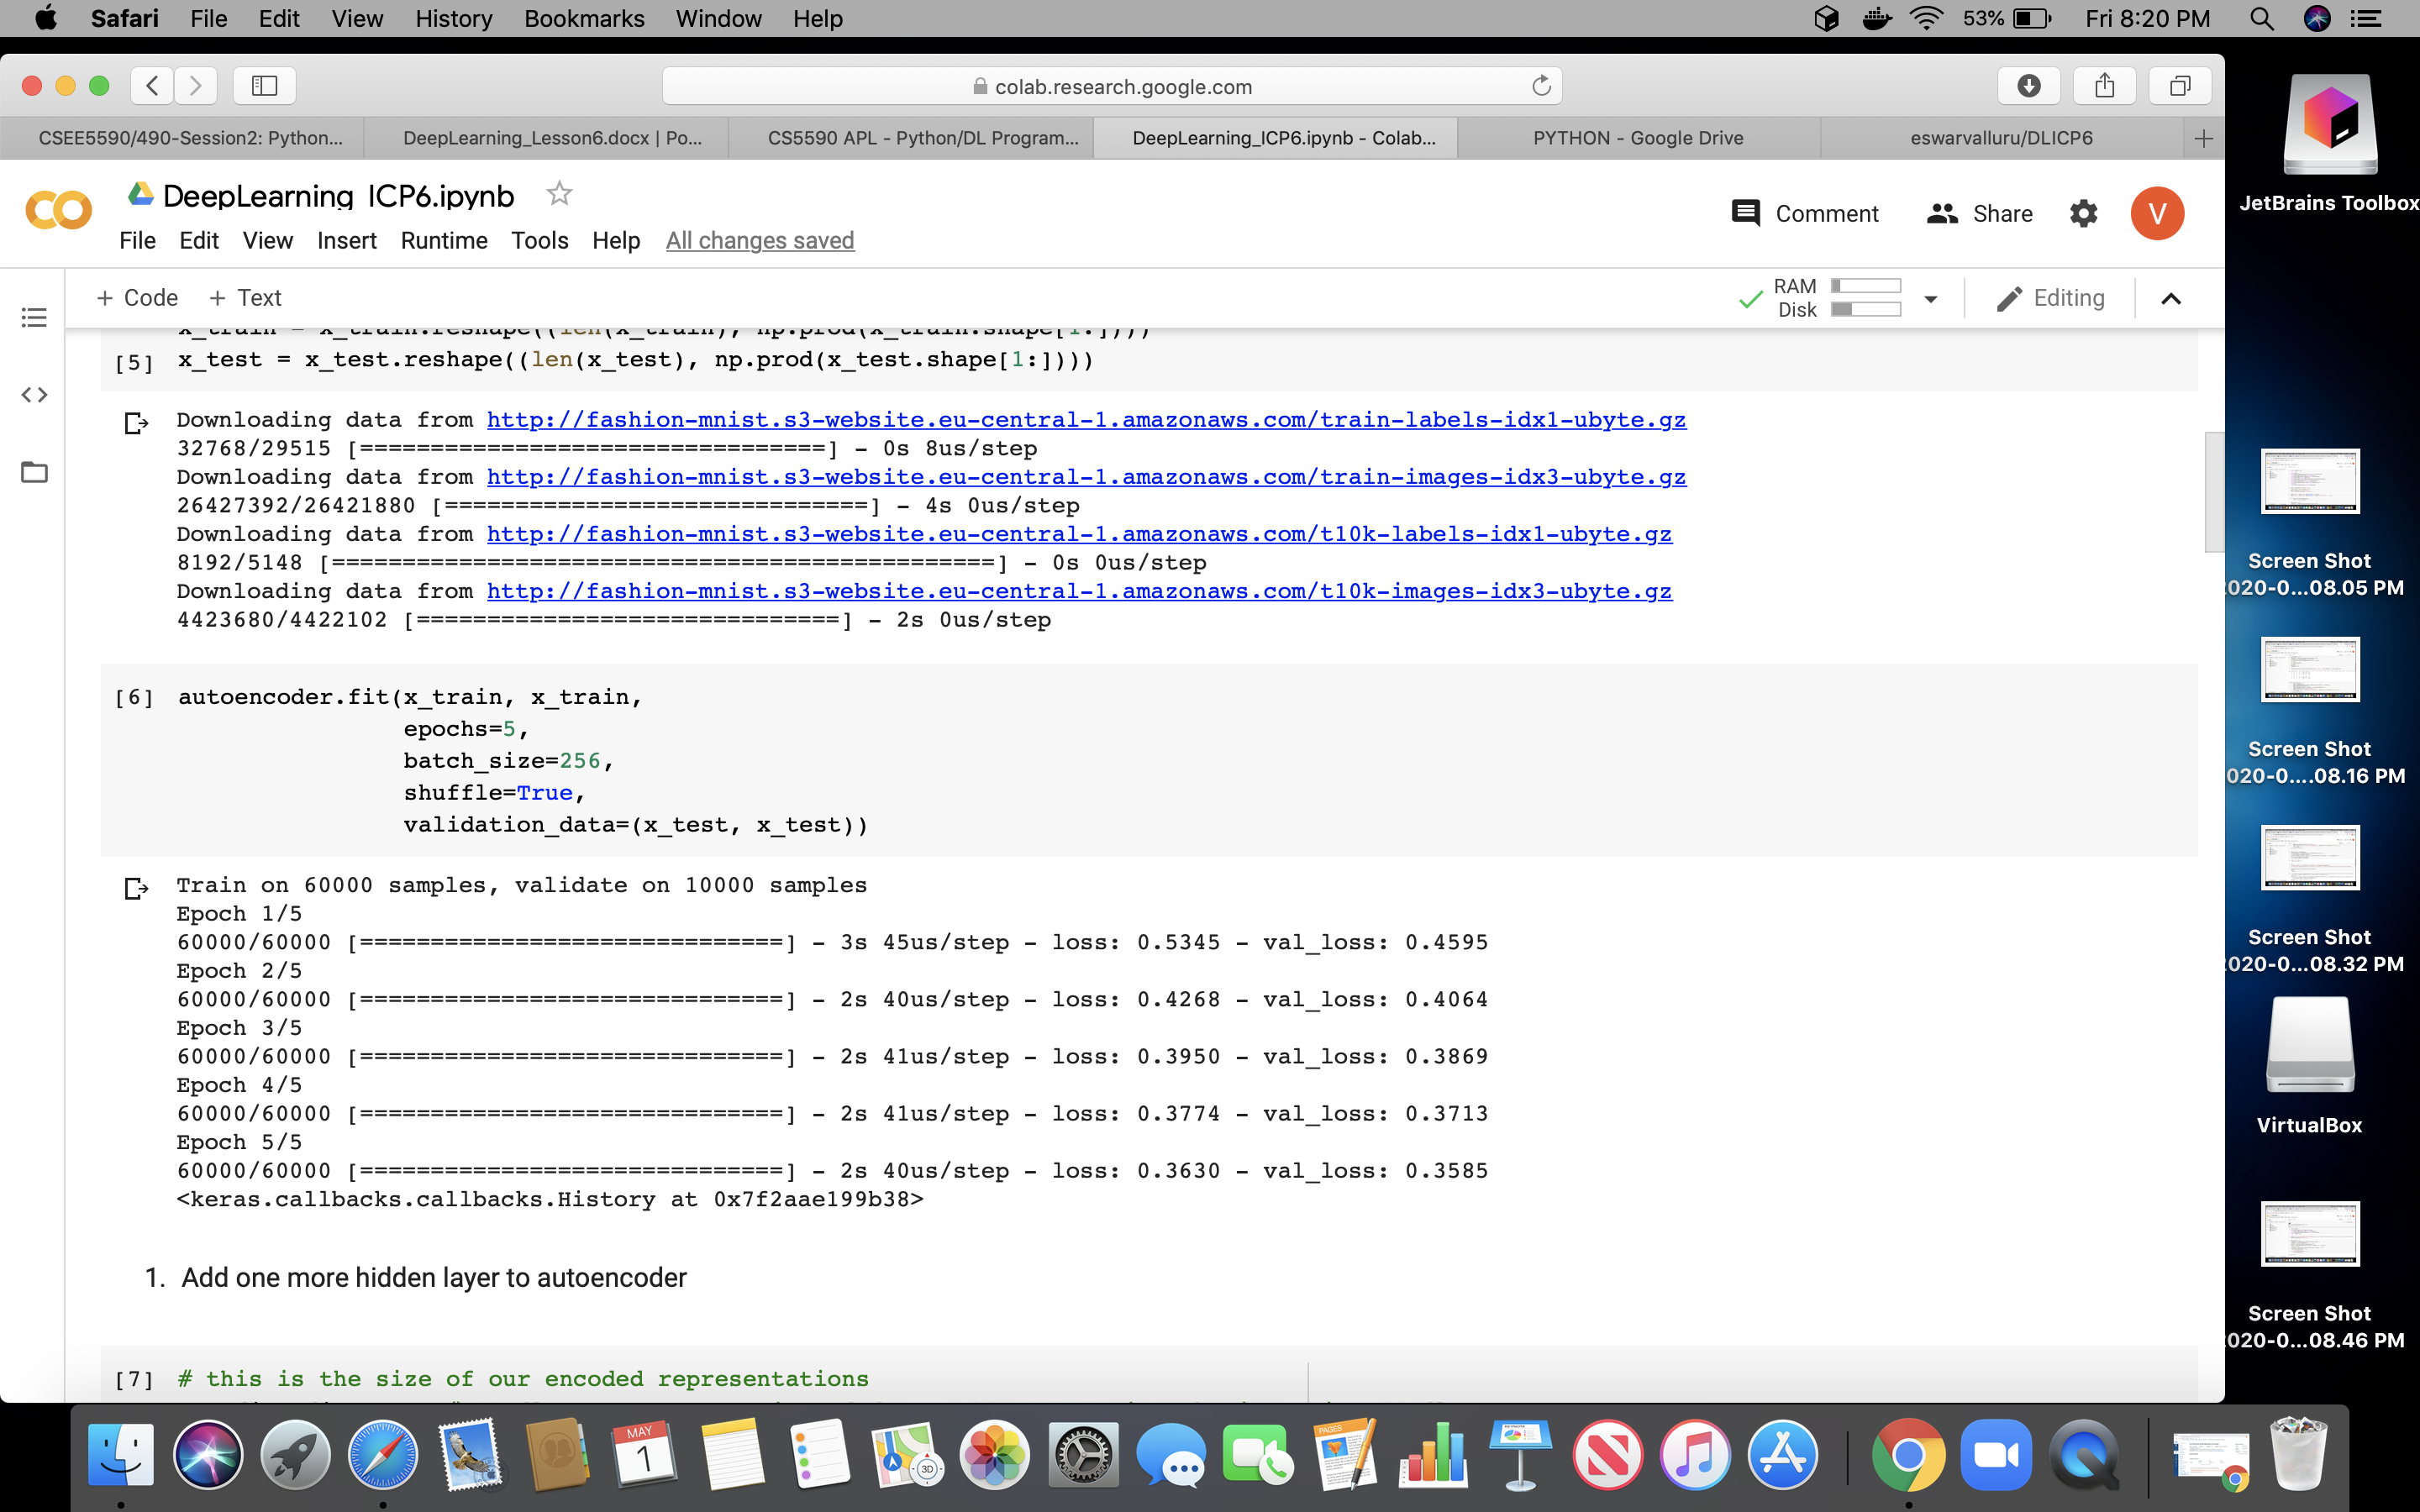 Safari File Edit View History Bookmarks Window Help 53% Fri 8:20 PM
colab.research.google.com
CSEE5590/490-Session2: Python... DeepLearning_Lesson6.docx | Po... CS5590 APL - Python/DL Program... DeepLearning_ICP6.ipynb - Colab... PYTHON - Google Drive eswarvalluru/DLICP6
DeepLearning_ICP6.ipynb
Comment Share V
File Edit View Insert Runtime Tools Help All changes saved
+ Code + Text RAM Disk Editing
x_train = x_train.reshape((len(x_train), np.prod(x_train.shape[1:])))
[5] x_test = x_test.reshape((len(x_test), np.prod(x_test.shape[1:])))
Downloading data from http://fashion-mnist.s3-website.eu-central-1.amazonaws.com/train-labels-idx1-ubyte.gz
32768/29515 [=================================] - 0s 8us/step
Downloading data from http://fashion-mnist.s3-website.eu-central-1.amazonaws.com/train-images-idx3-ubyte.gz
26427392/26421880 [==============================] - 4s 0us/step
Downloading data from http://fashion-mnist.s3-website.eu-central-1.amazonaws.com/t10k-labels-idx1-ubyte.gz
8192/5148 [===============================================] - 0s 0us/step
Downloading data from http://fashion-mnist.s3-website.eu-central-1.amazonaws.com/t10k-images-idx3-ubyte.gz
4423680/4422102 [==============================] - 2s 0us/step
[6] autoencoder.fit(x_train, x_train,
epochs=5,
batch_size=256,
shuffle=True,
validation_data=(x_test, x_test))
Train on 60000 samples, validate on 10000 samples
Epoch 1/5
60000/60000 [==============================] - 3s 45us/step - loss: 0.5345 - val_loss: 0.4595
Epoch 2/5
60000/60000 [==============================] - 2s 40us/step - loss: 0.4268 - val_loss: 0.4064
Epoch 3/5
60000/60000 [==============================] - 2s 41us/step - loss: 0.3950 - val_loss: 0.3869
Epoch 4/5
60000/60000 [==============================] - 2s 41us/step - loss: 0.3774 - val_loss: 0.3713
Epoch 5/5
60000/60000 [==============================] - 2s 40us/step - loss: 0.3630 - val_loss: 0.3585
<keras.callbacks.callbacks.History at 0x7f2aae199b38>
1. Add one more hidden layer to autoencoder
[7] # this is the size of our encoded representations
JetBrains Toolbox
Screen Shot
020-0...08.05 PM
Screen Shot
020-0....08.16 PM
Screen Shot
020-0...08.32 PM
VirtualBox
Screen Shot
020-0...08.46 PM
MAY
1
3D
PAGES